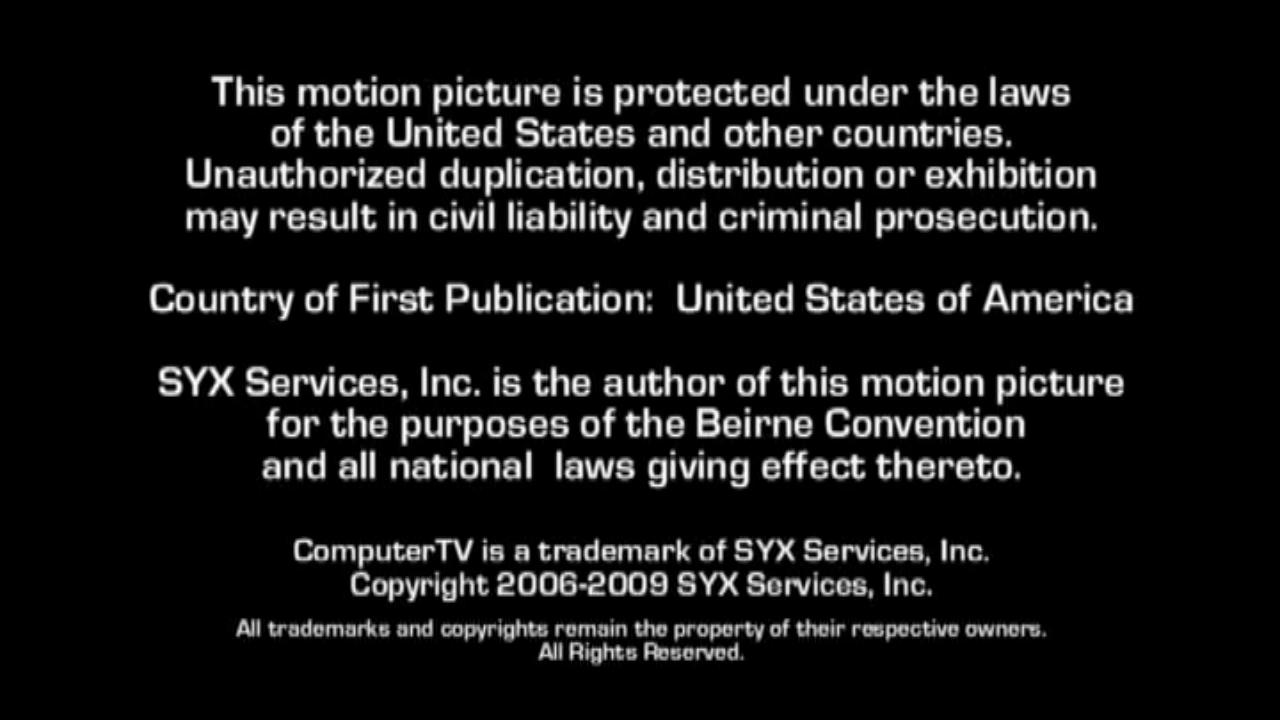 This motion picture is protected under the laws
of the United States and other countries.
Unauthorized duplication, distribution or exhibition
may result in civil liability and criminal prosecution.
Country of First Publication:  United States of America
SYX Services, Inc. is the author of this motion picture
for the purposes of the Beirne Convention
and all national  laws giving effect thereto.
ComputerTV is a trademark of SYX Services, Inc.
Copyright 2006-2009 SYX Services, Inc.
All trademarks and copyrights remain the property of their respective owners.
All Rights Reserved.